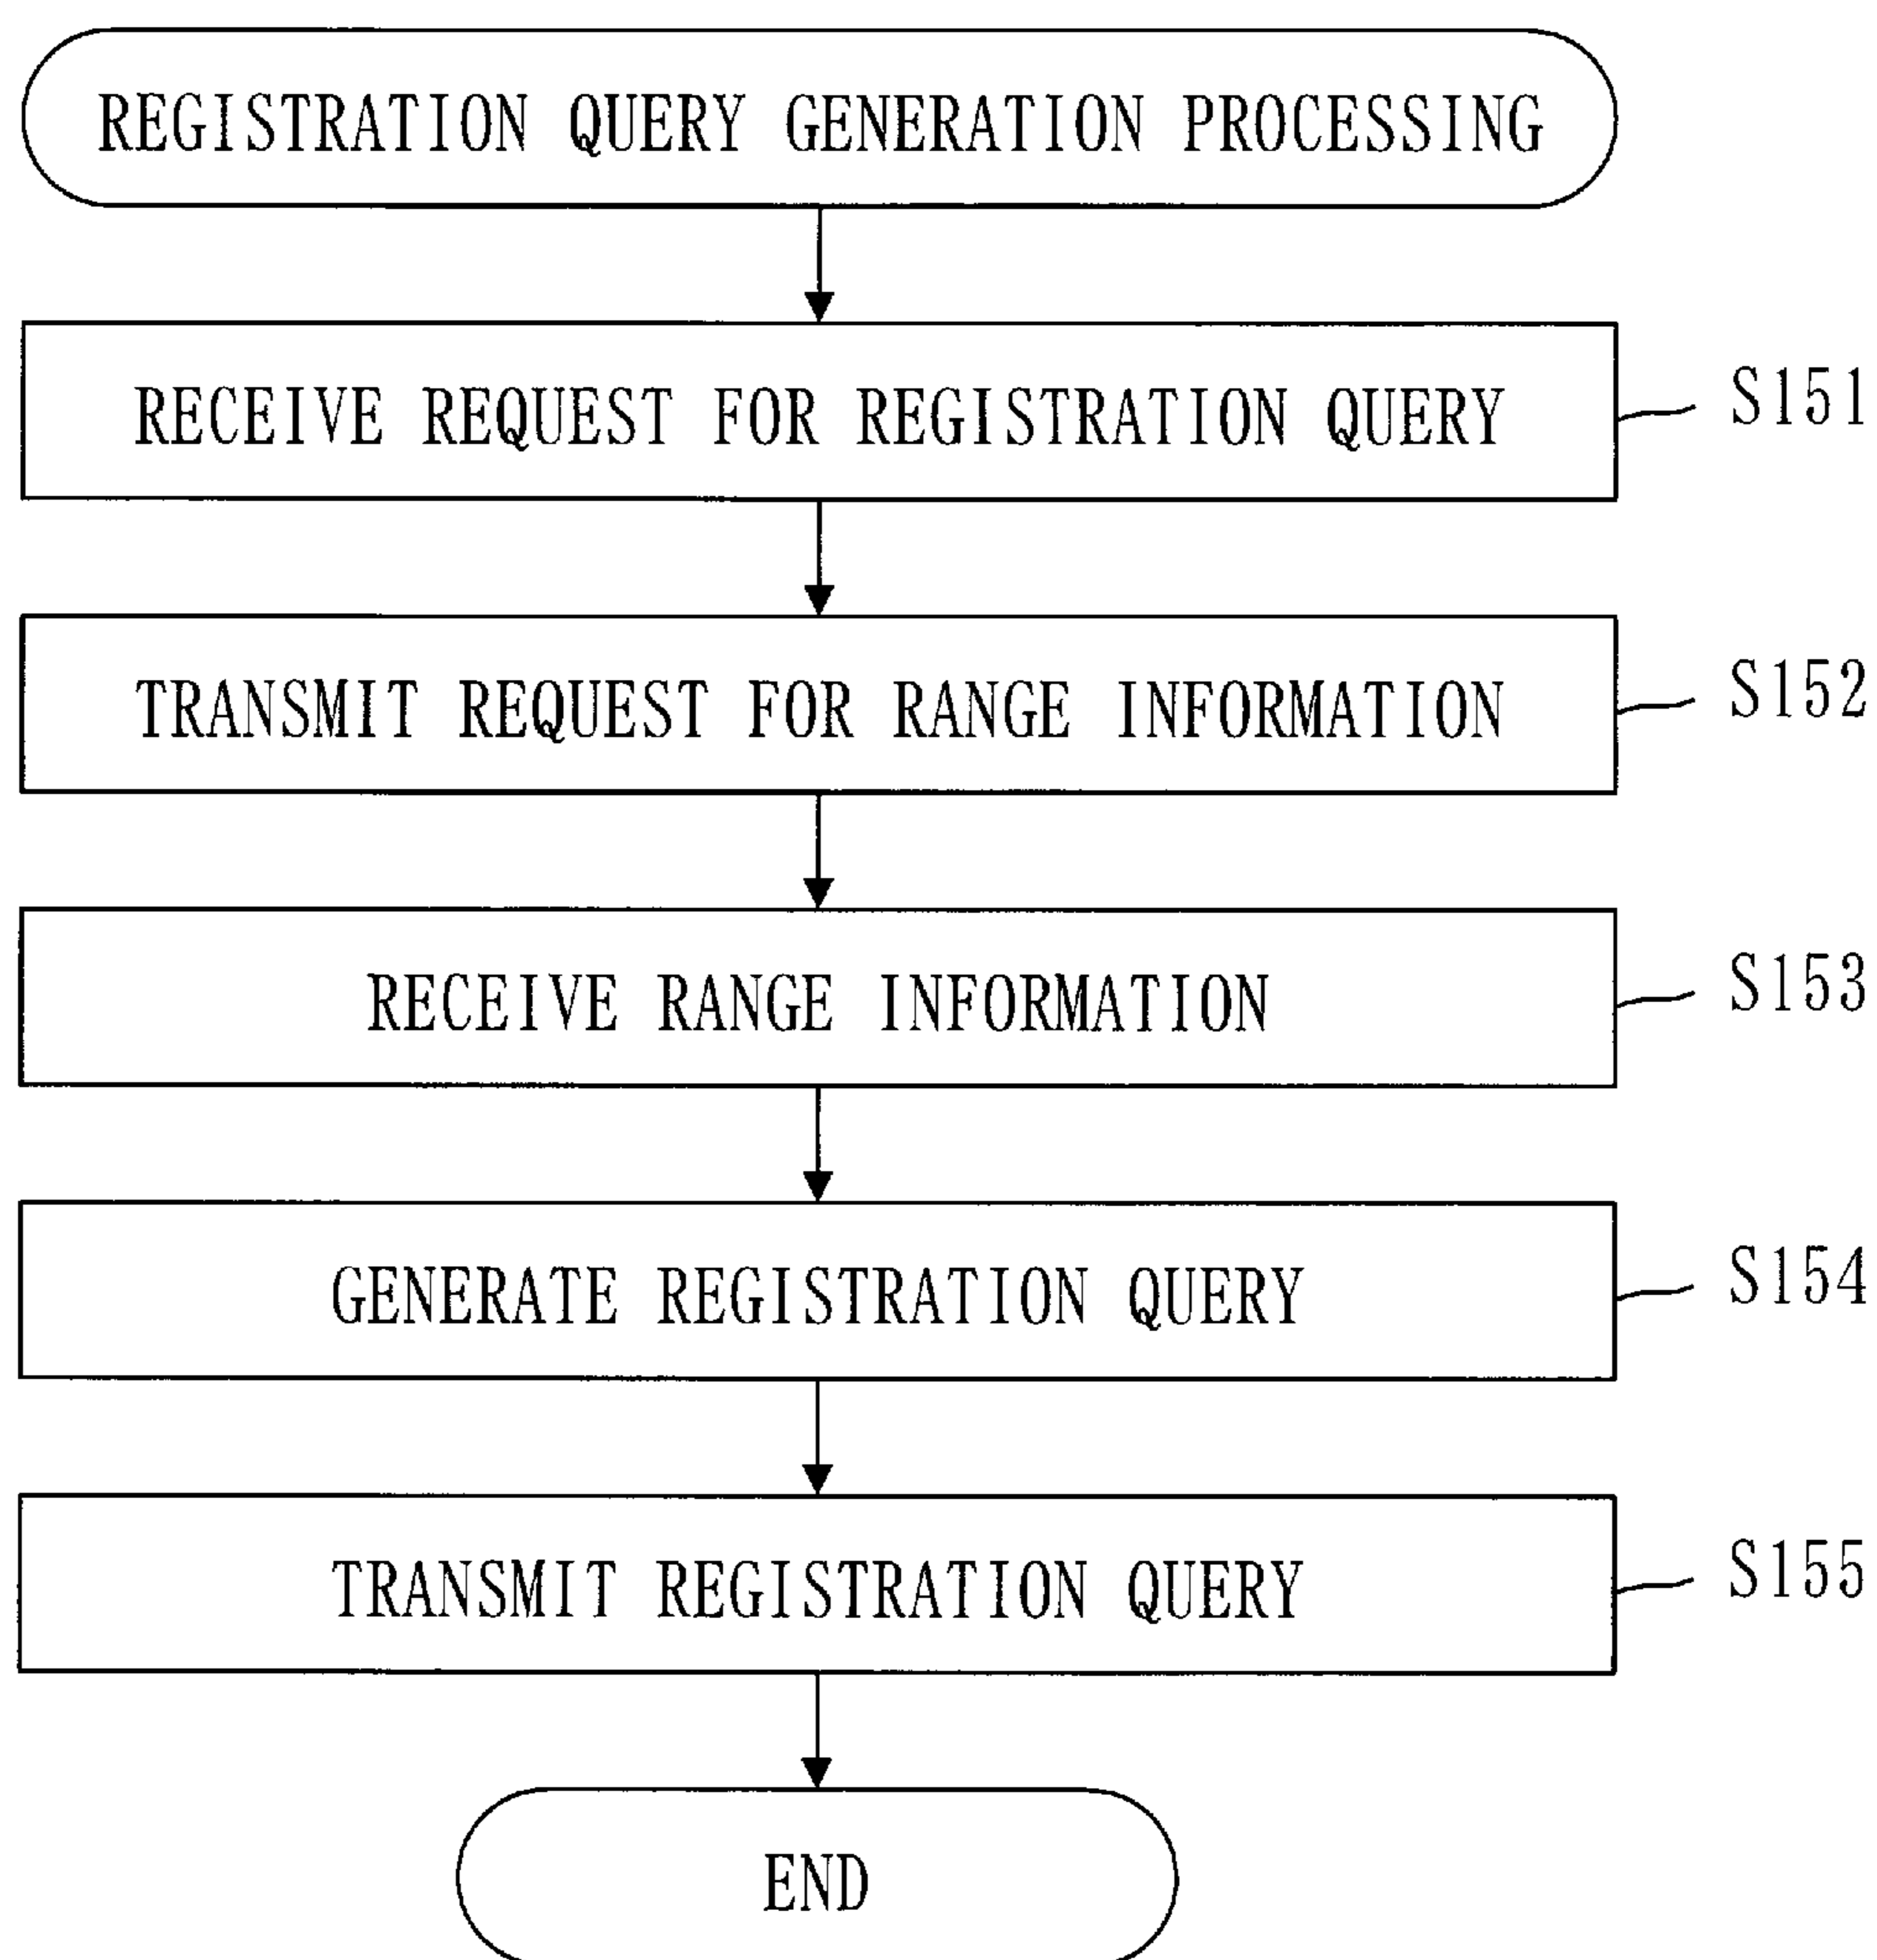 REGISTRATION QUERY GENERATION PROCESSING
RECEIVE REQUEST FOR REGISTRATION QUERY
S151
TRANSMIT REQUEST FOR RANGE INFORMATION
S152
RECEIVE RANGE INFORMATION
S153
GENERATE REGISTRATION QUERY
S154
TRANSMIT REGISTRATION QUERY
S155
END